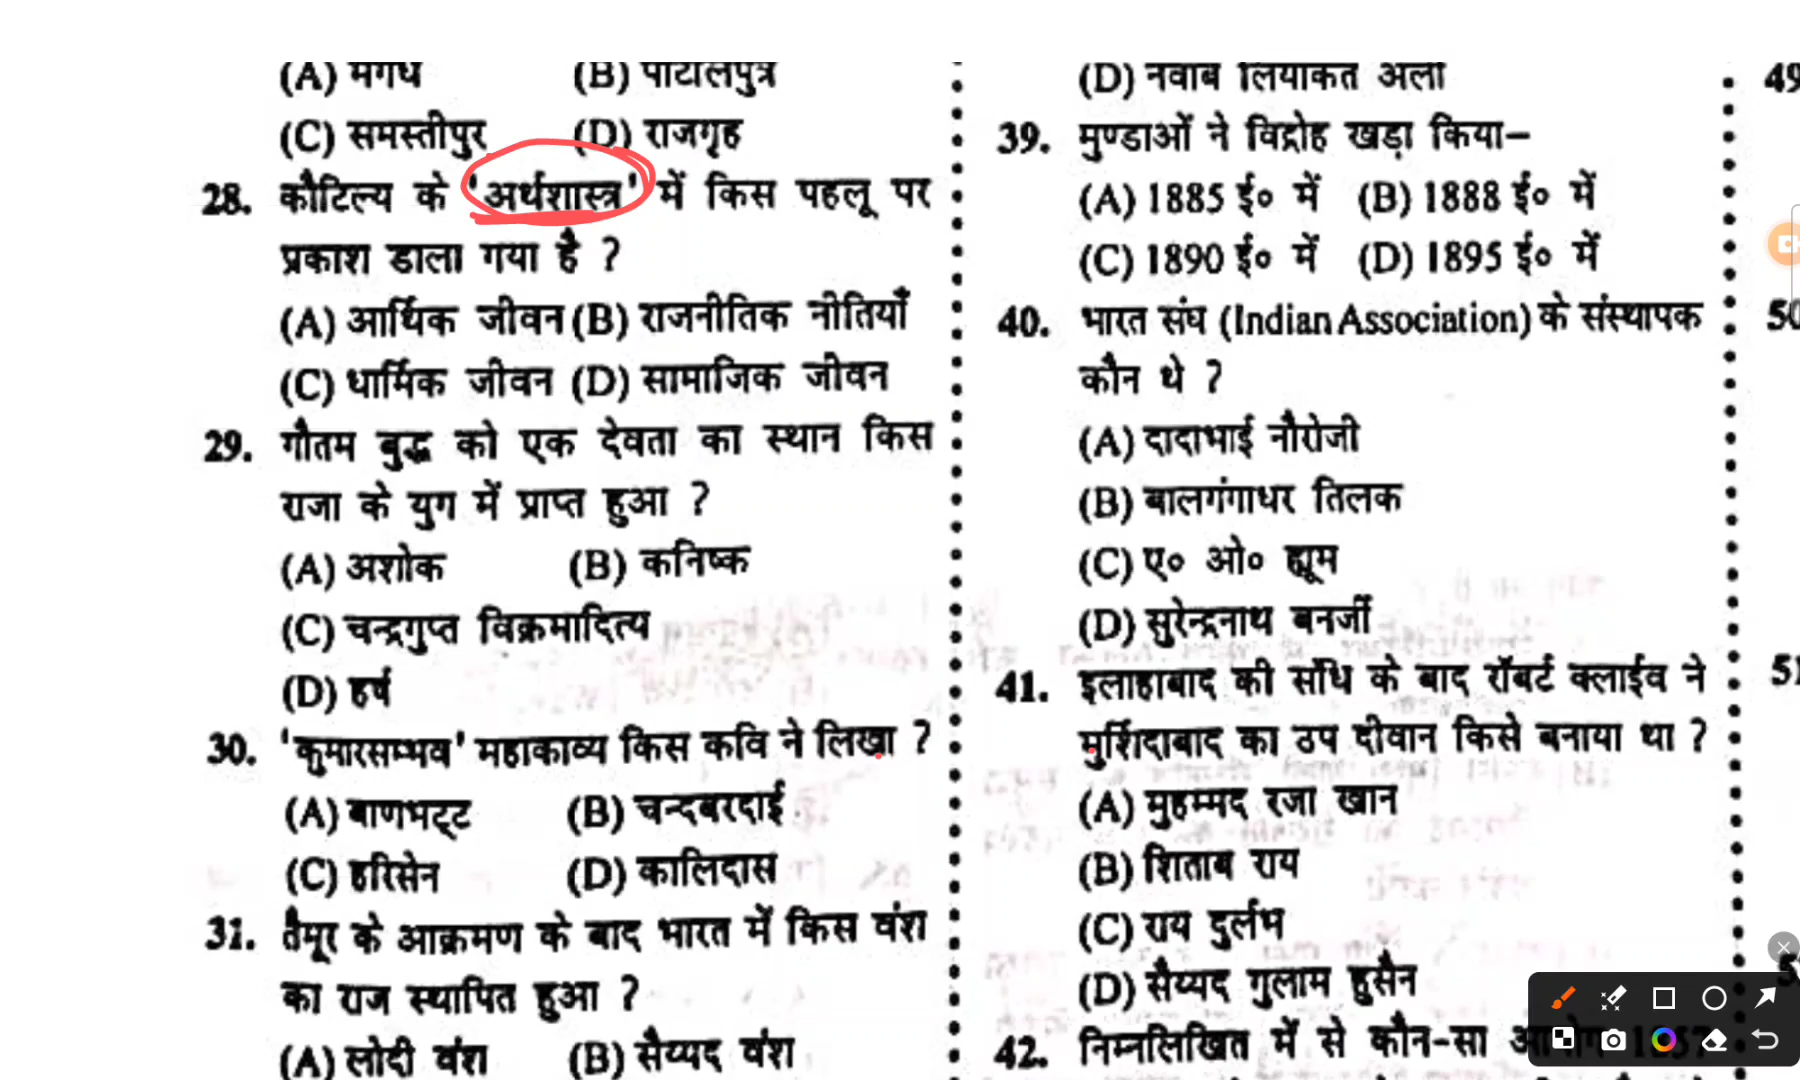 (A) मगध (B) पाटलिपुत्र
(C) समस्तीपुर (D) राजगृह
28. कौटिल्य के 'अर्थशास्त्र' में किस पहलू पर
प्रकाश डाला गया है ?
(A) आर्थिक जीवन (B) राजनीतिक नीतियाँ
(C) धार्मिक जीवन (D) सामाजिक जीवन
29. गौतम बुद्ध को एक देवता का स्थान किस
राजा के युग में प्राप्त हुआ ?
(A) अशोक (B) कनिष्क
(C) चन्द्रगुप्त विक्रमादित्य
(D) हर्ष
30. 'कुमारसम्भव' महाकाव्य किस कवि ने लिखा ?
(A) बाणभट्ट (B) चन्दबरदाई
(C) हरिसेन (D) कालिदास
31. तैमूर के आक्रमण के बाद भारत में किस वंश
का राज स्थापित हुआ ?
(A) लोदी वंश (B) सैय्यद वंश
(D) नवाब लियाकत अली
39. मुण्डाओं ने विद्रोह खड़ा किया–
(A) 1885 ई० में (B) 1888 ई० में
(C) 1890 ई० में (D) 1895 ई० में
40. भारत संघ (Indian Association) के संस्थापक
कौन थे ?
(A) दादाभाई नौरोजी
(B) बालगंगाधर तिलक
(C) ए० ओ० ह्यूम
(D) सुरेन्द्रनाथ बनर्जी
41. इलाहाबाद की संधि के बाद रॉबर्ट क्लाईव ने
मुर्शिदाबाद का उप दीवान किसे बनाया था ?
(A) मुहम्मद रजा खान
(B) शिताब राय
(C) राय दुर्लभ
(D) सैय्यद गुलाम हुसैन
42. निम्नलिखित में से कौन-सा
49
50
51